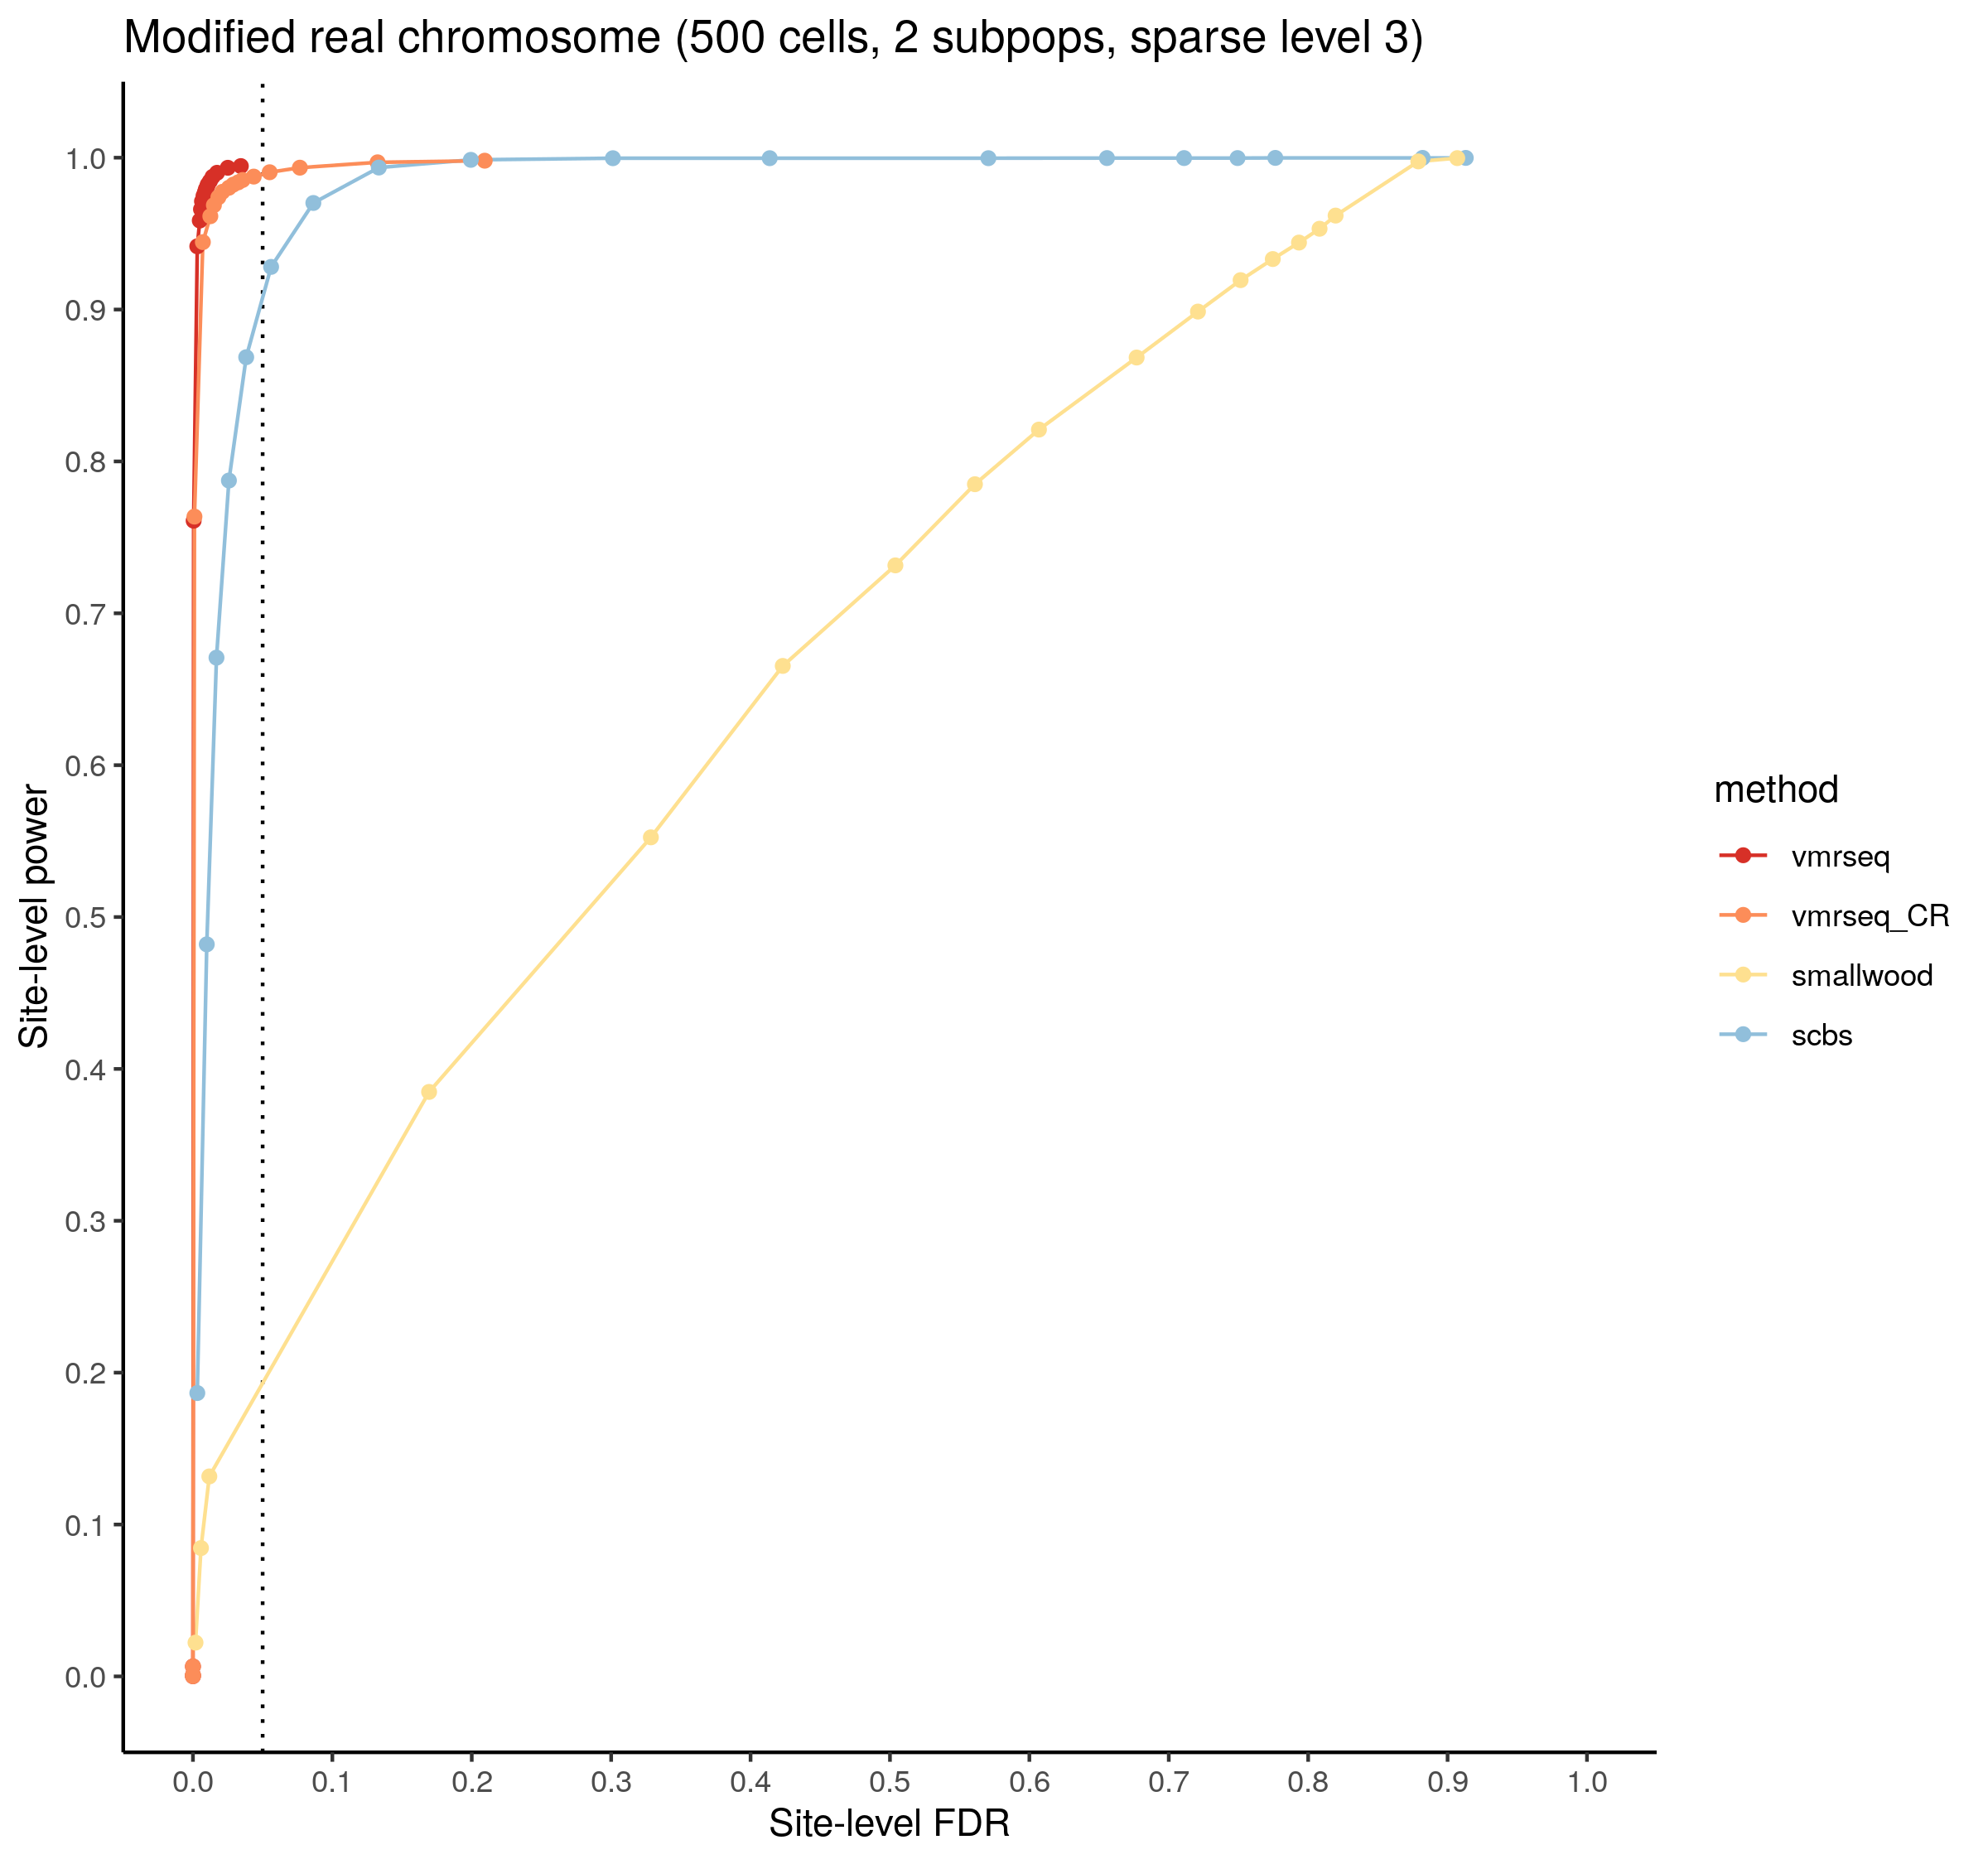 Modified real chromosome (500 cells, 2 subpops, sparse level 3)
Site-level power
1.0
0.9
0.8
0.7
0.6
0.5
0.4
0.3
0.2
0.1
0.0
0.0 0.1 0.2 0.3 0.4 0.5 0.6 0.7 0.8 0.9 1.0
Site-level FDR
method
vmrseq
vmrseq_CR
smallwood
scbs